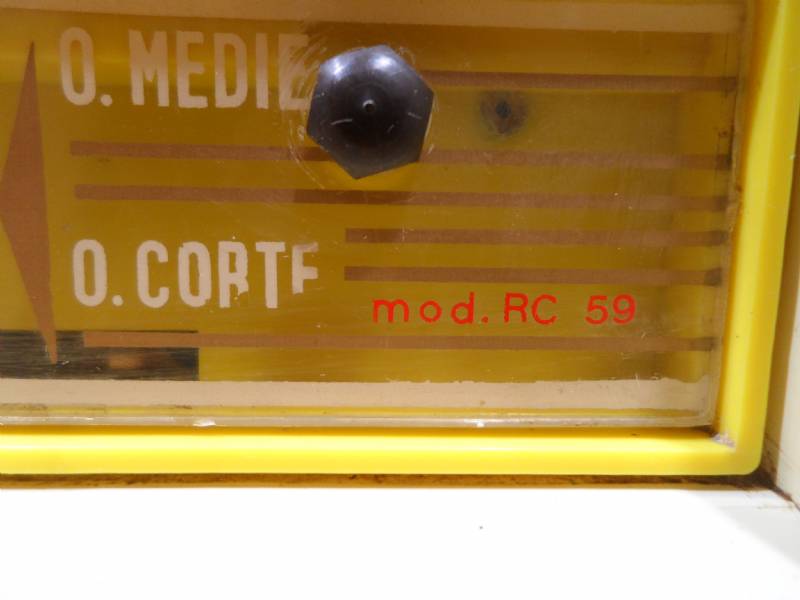 O. MEDIE
O. CORTE
mod. RC 59